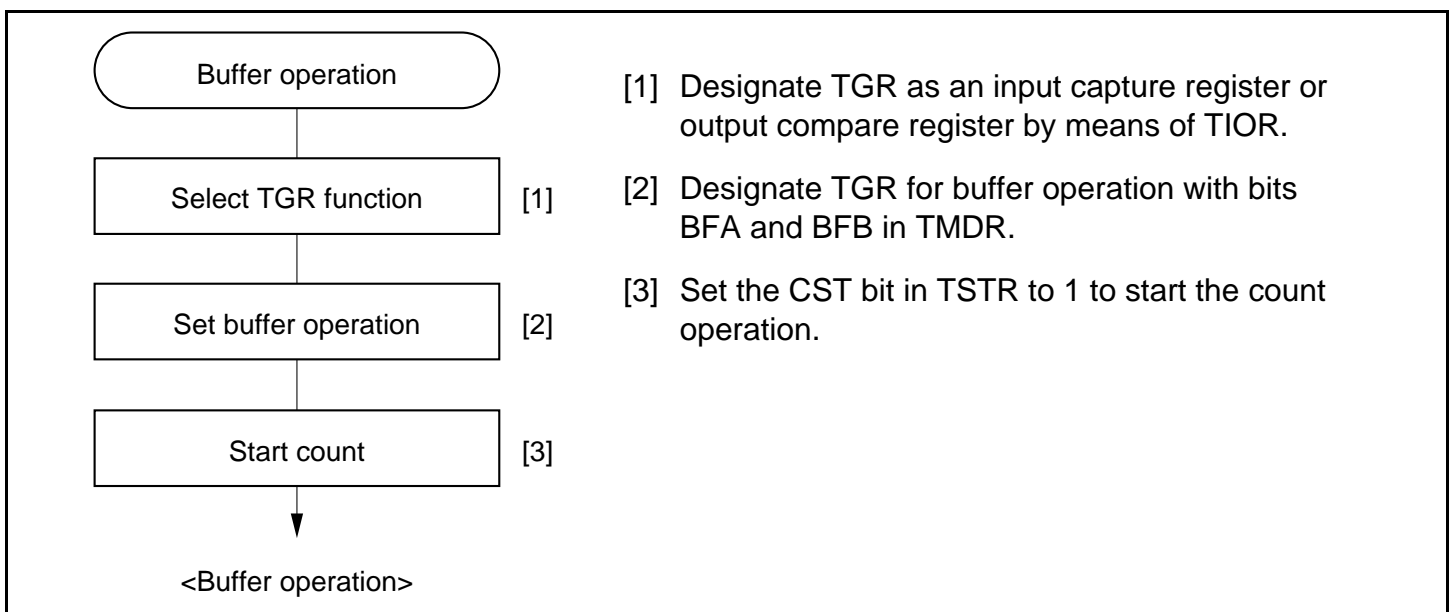 Buffer operation
Select TGR function [1]
Set buffer operation [2]
Start count [3]
<Buffer operation>
[1] Designate TGR as an input capture register or
output compare register by means of TIOR.
[2] Designate TGR for buffer operation with bits
BFA and BFB in TMDR.
[3] Set the CST bit in TSTR to 1 to start the count
operation.